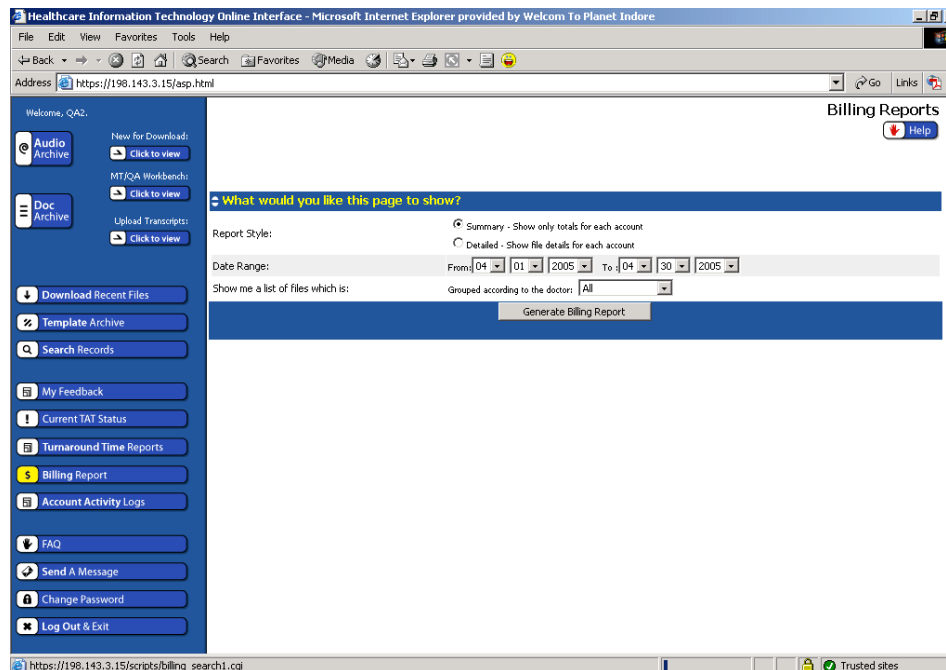 Healthcare Information Technology Online Interface - Microsoft Internet Explorer provided by Welcom To Planet Indore
File Edit View Favorites Tools Help
Back Search Favorites Media
Address https://198.143.3.15/asp.html Go Links
Welcome, QA2.
Audio Archive
New for Download:
Click to view
MT/QA Workbench:
Click to view
Doc Archive
Upload Transcripts:
Click to view
Download Recent Files
Template Archive
Search Records
My Feedback
Current TAT Status
Turnaround Time Reports
$ Billing Report
Account Activity Logs
FAQ
Send A Message
Change Password
Log Out & Exit
Billing Reports
Help
What would you like this page to show?
Report Style:
Summary - Show only totals for each account
Detailed - Show file details for each account
Date Range:
From: 04 01 2005 To : 04 30 2005
Show me a list of files which is:
Grouped according to the doctor: All
Generate Billing Report
https://198.143.3.15/scripts/billing_search1.cgi Trusted sites